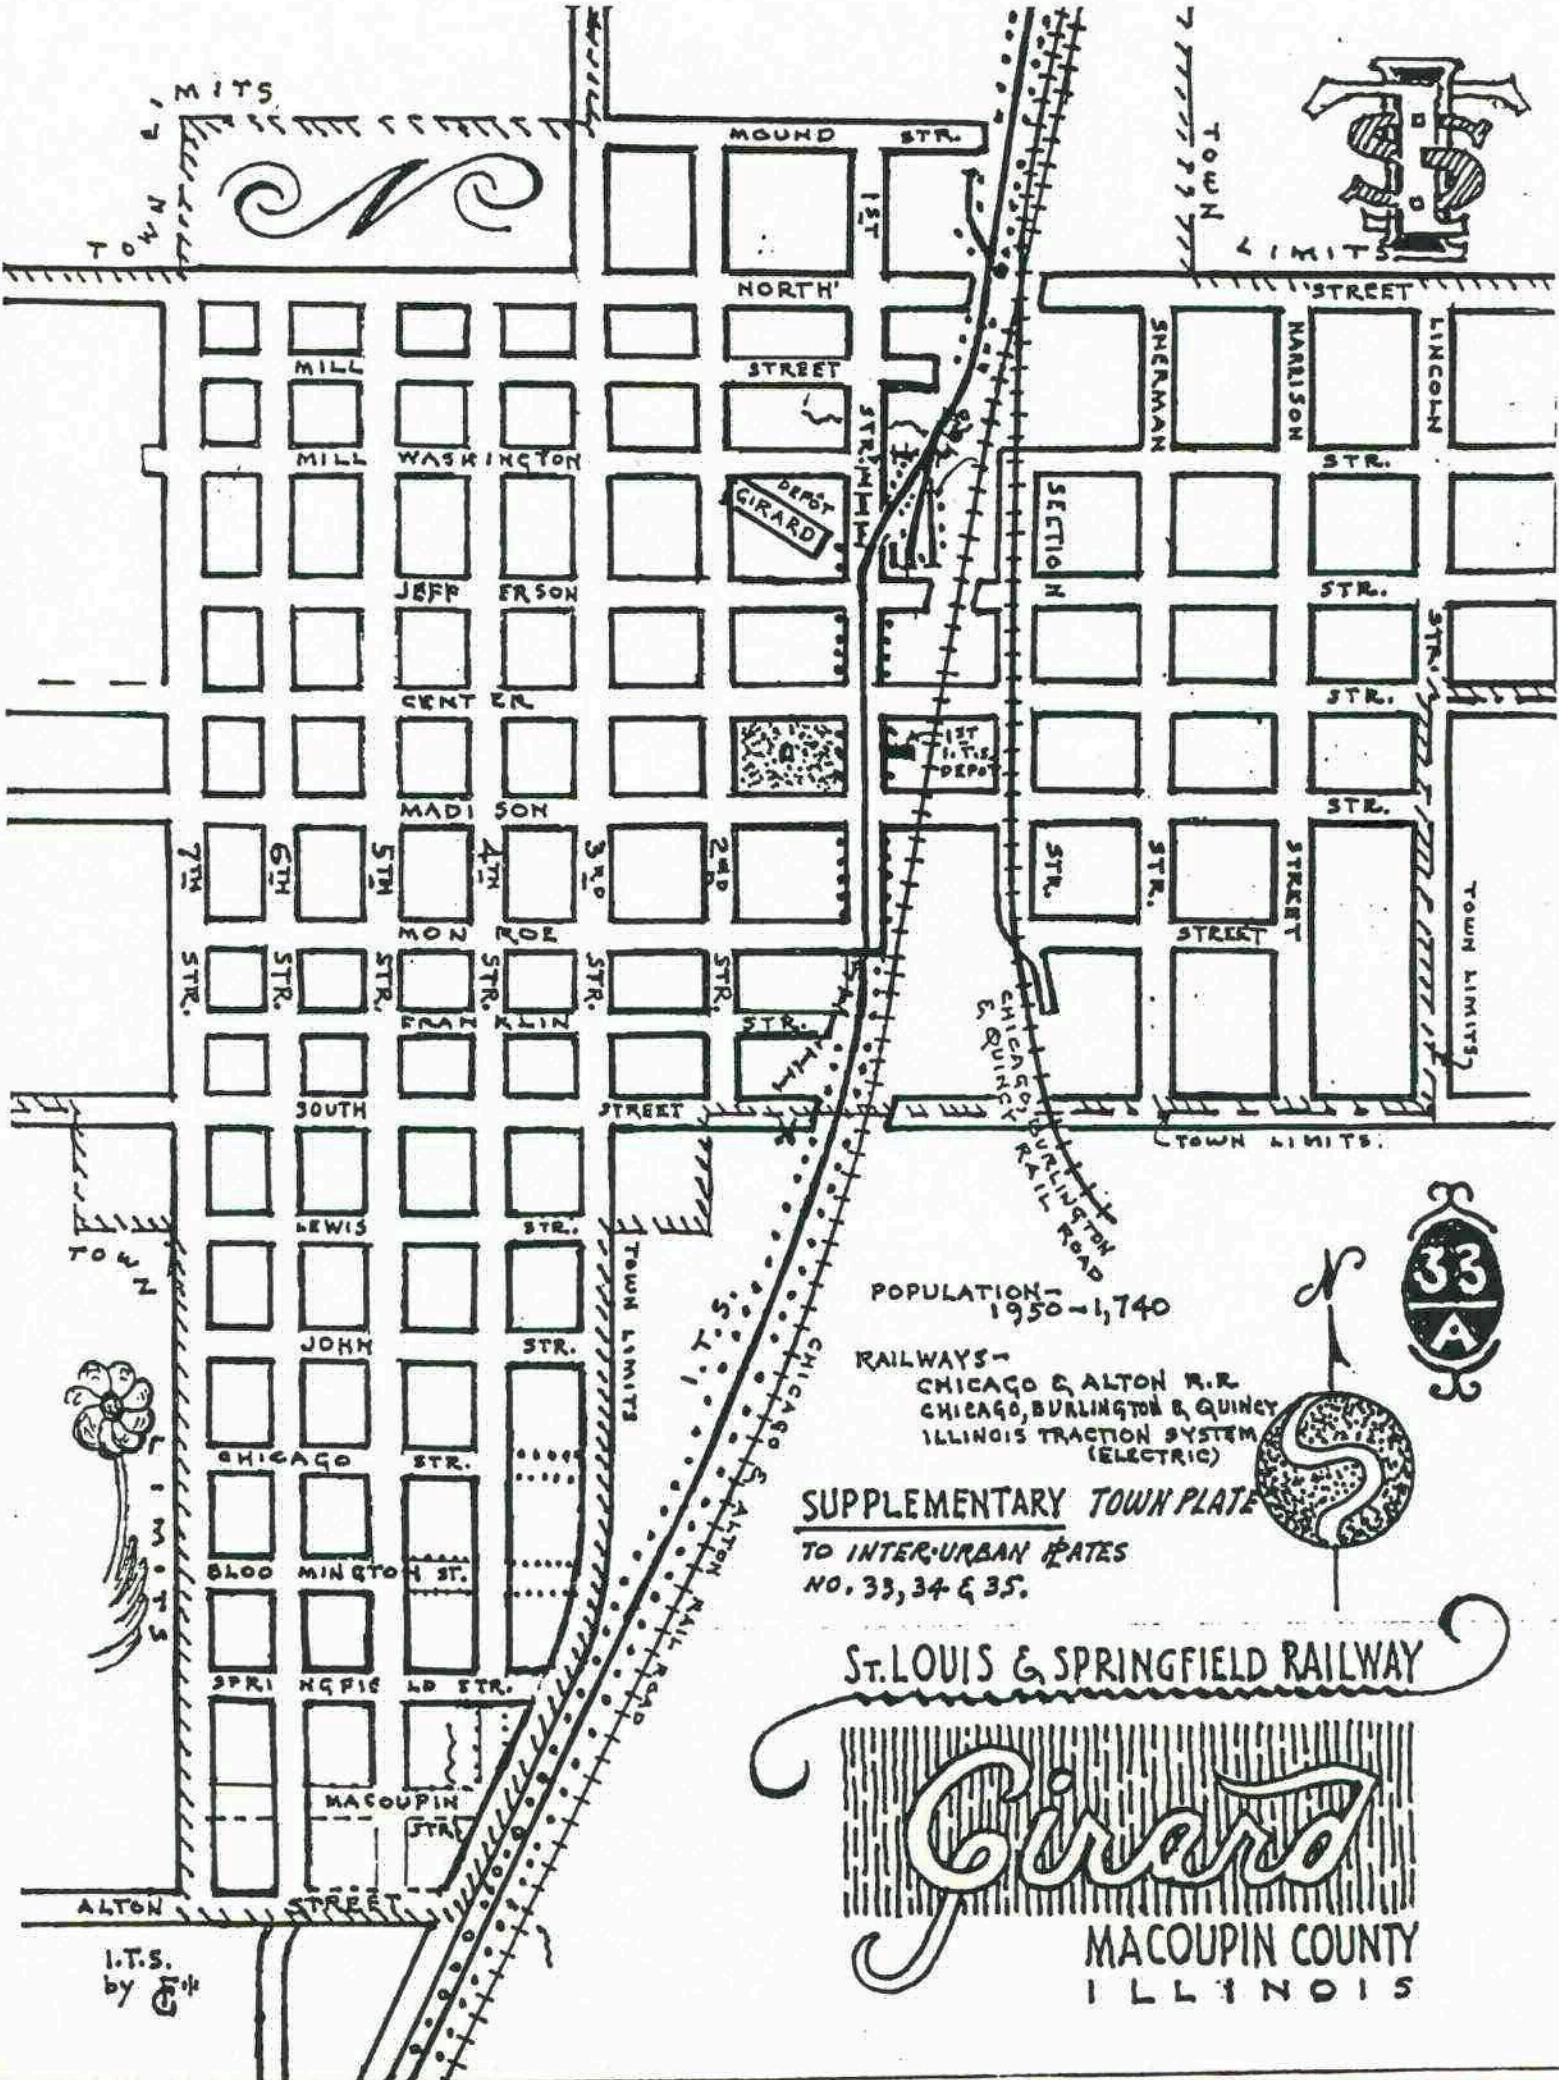 TOWN LIMITS
MOUND STR.
1ST
TOWN
LIMITS
NORTH STREET
MILL STREET
MILL WASHINGTON STR.
SHERMAN
HARRISON
LINCOLN
DEPOT
GIRARD
STREET
SECTION
JEFFERSON STR.
STR.
CENTER STR.
1ST
I.T.S.
DEPOT
MADISON STR.
7TH
6TH
5TH
4TH
3RD
2ND
STR.
STR.
STREET
TOWN LIMITS
MONROE STREET
STR.
STR.
STR.
STR.
STR.
STR.
FRANKLIN STR.
CHICAGO, BURLINGTON
& QUINCY RAIL ROAD
SOUTH STREET
TOWN LIMITS.
LEWIS STR.
TOWN
LIMITS
TOWN LIMITS
I.T.S.
CHICAGO & ALTON RAIL ROAD
JOHN STR.
CHICAGO STR.
BLOOMINGTON ST.
SPRINGFIELD STR.
MACOUPIN
STR.
ALTON STREET
I.T.S.
by
N
33
A
POPULATION-
1950-1,740
RAILWAYS-
CHICAGO & ALTON R.R
CHICAGO, BURLINGTON & QUINCY
ILLINOIS TRACTION SYSTEM
(ELECTRIC)
SUPPLEMENTARY TOWN PLATE
TO INTER-URBAN PLATES
NO. 33, 34 & 35.
ST. LOUIS & SPRINGFIELD RAILWAY
Girard
MACOUPIN COUNTY
ILLINOIS